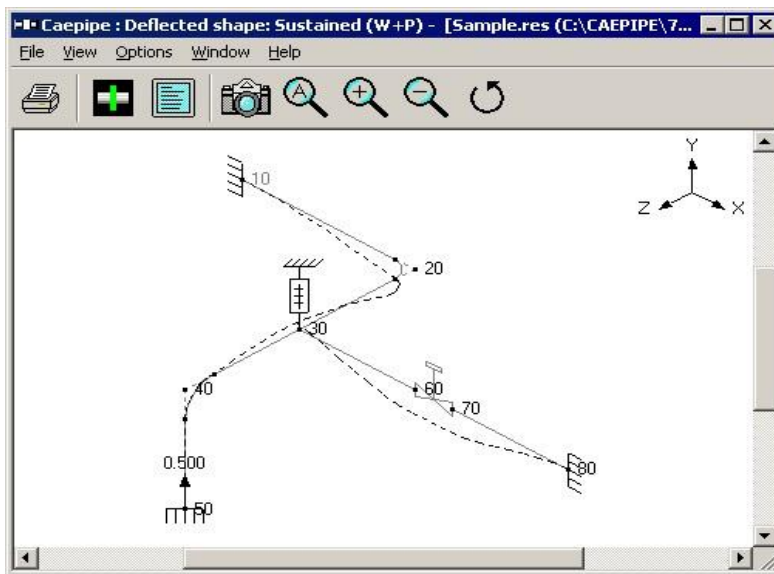 Caepipe : Deflected shape: Sustained (W+P) - [Sample.res (C:\CAEPIPE\7...
File View Options Window Help
A
Y
Z X
10
20
30
40
60
70
0.500
80
50